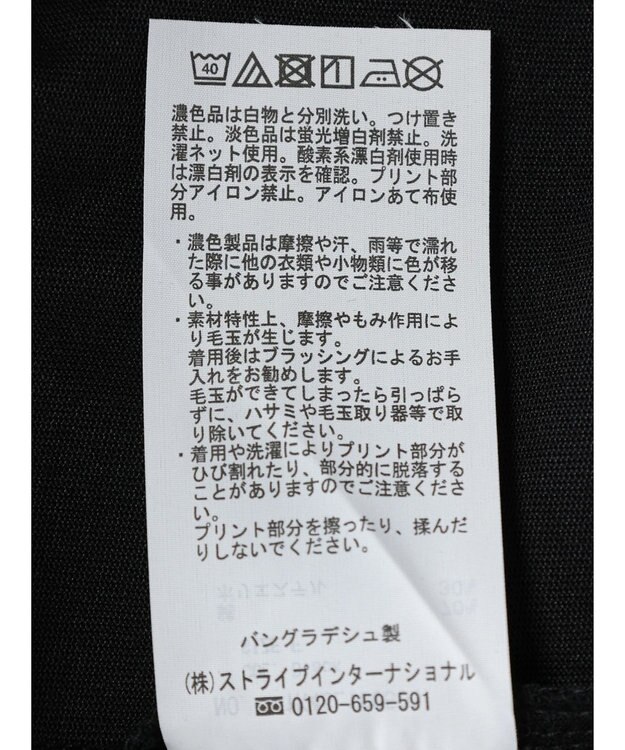 40
濃色品は白物と分別洗い。つけ置き
禁止。淡色品は蛍光増白剤禁止。洗
濯ネット使用。酸素系漂白剤使用時
は漂白剤の表示を確認。プリント部
分アイロン禁止。アイロンあて布使
用。
・濃色製品は摩擦や汗、雨等で濡れ
た際に他の衣類や小物類に色が移
る事がありますのでご注意くださ
い。
・素材特性上、摩擦やもみ作用によ
り毛玉が生じます。
着用後はブラッシングによるお手
入れをお勧めします。
毛玉ができてしまったら引っぱら
ずに、ハサミや毛玉取り器等で取
り除いてください。
・着用や洗濯によりプリント部分が
ひび割れたり、部分的に脱落する
ことがありますのでご注意くださ
い。
プリント部分を擦ったり、揉んだ
りしないでください。
バングラデシュ製
(株)ストライプインターナショナル
0120-659-591